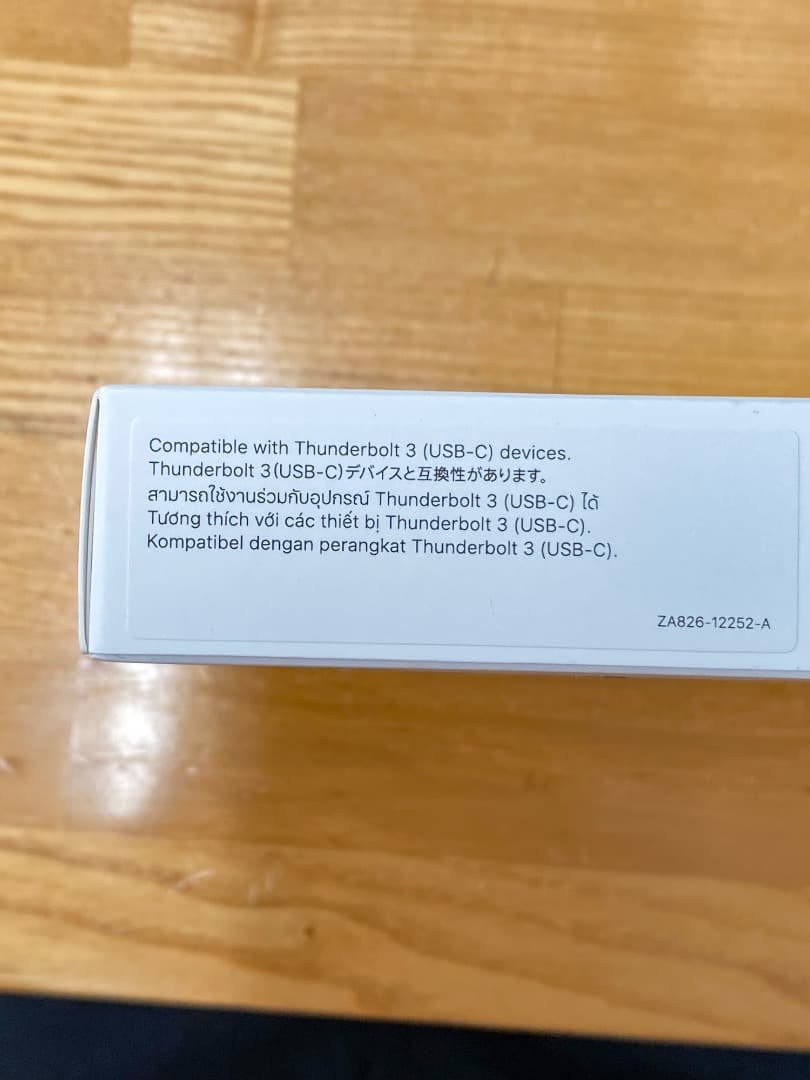 Compatible with Thunderbolt 3 (USB-C) devices.
Thunderbolt 3(USB-C)デバイスと互換性があります。
สามารถใช้งานร่วมกับอุปกรณ์ Thunderbolt 3 (USB-C) ได้
Tương thích với các thiết bị Thunderbolt 3 (USB-C).
Kompatibel dengan perangkat Thunderbolt 3 (USB-C).
ZA826-12252-A